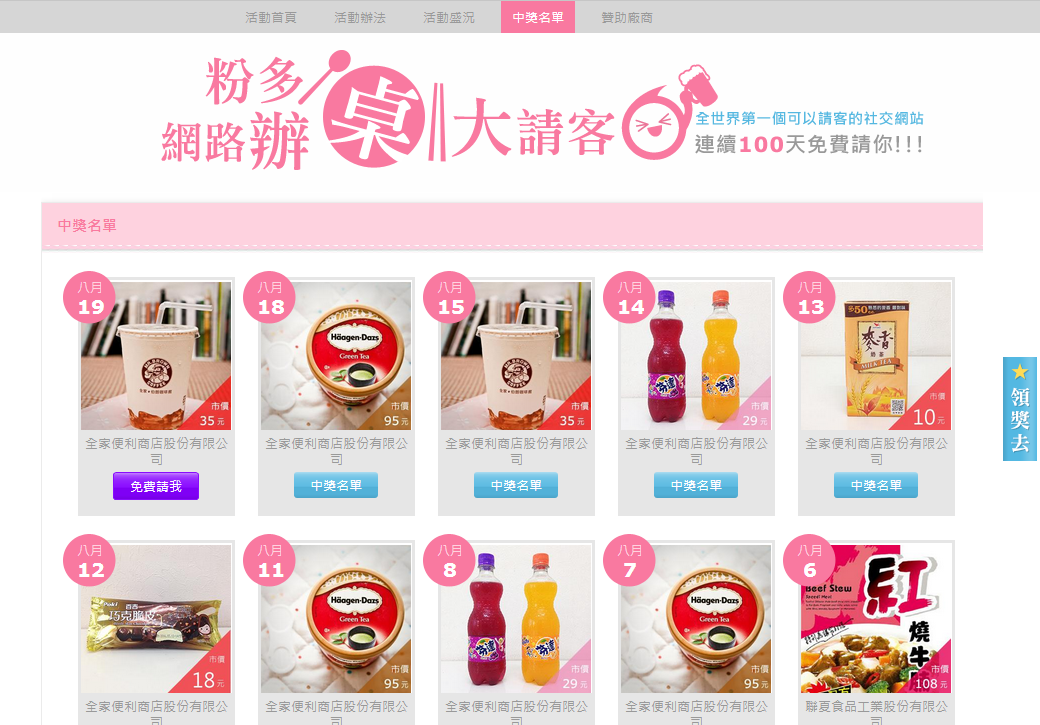 活動首頁 活動辦法 活動盛況 中獎名單 贊助廠商
粉多
網路辦桌大請客
全世界第一個可以請客的社交網站
連續100天免費請你!!!
中獎名單
八月 八月 八月 八月 八月
19 18 15 14 13
Häagen-Dazs
Green Tea
麥香
奶茶
MILK TEA
市價 市價 市價 市價 市價
35元 95元 35元 29元 10元
全家便利商店股份有限公 全家便利商店股份有限公 全家便利商店股份有限公 全家便利商店股份有限公 全家便利商店股份有限公
司 司 司 司 司
免費請我 中獎名單 中獎名單 中獎名單 中獎名單
領獎去
八月 八月 八月 八月 八月
12 11 8 7 6
巧克脆皮
Häagen-Dazs
Green Tea
Häagen-Dazs
Green Tea
Beef Stew
紅燒牛
市價 市價 市價 市價 市價
18元 95元 29元 95元 108元
全家便利商店股份有限公 全家便利商店股份有限公 全家便利商店股份有限公 全家便利商店股份有限公 聯夏食品工業股份有限公
司 司 司 司 司